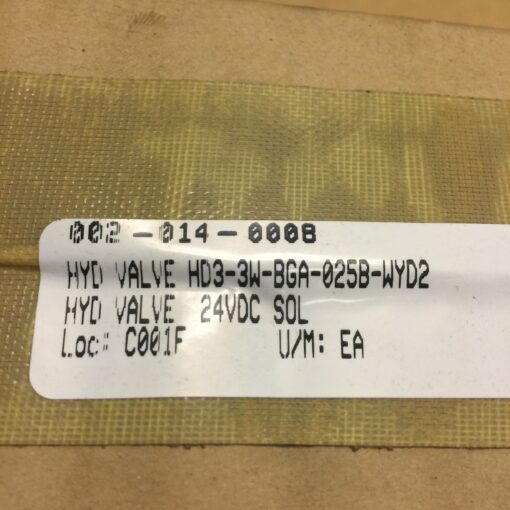 002-014-0008
HYD VALVE HD3-3W-BGA-025B-WYD2
HYD VALVE 24VDC SOL
Loc: C001F U/M: EA